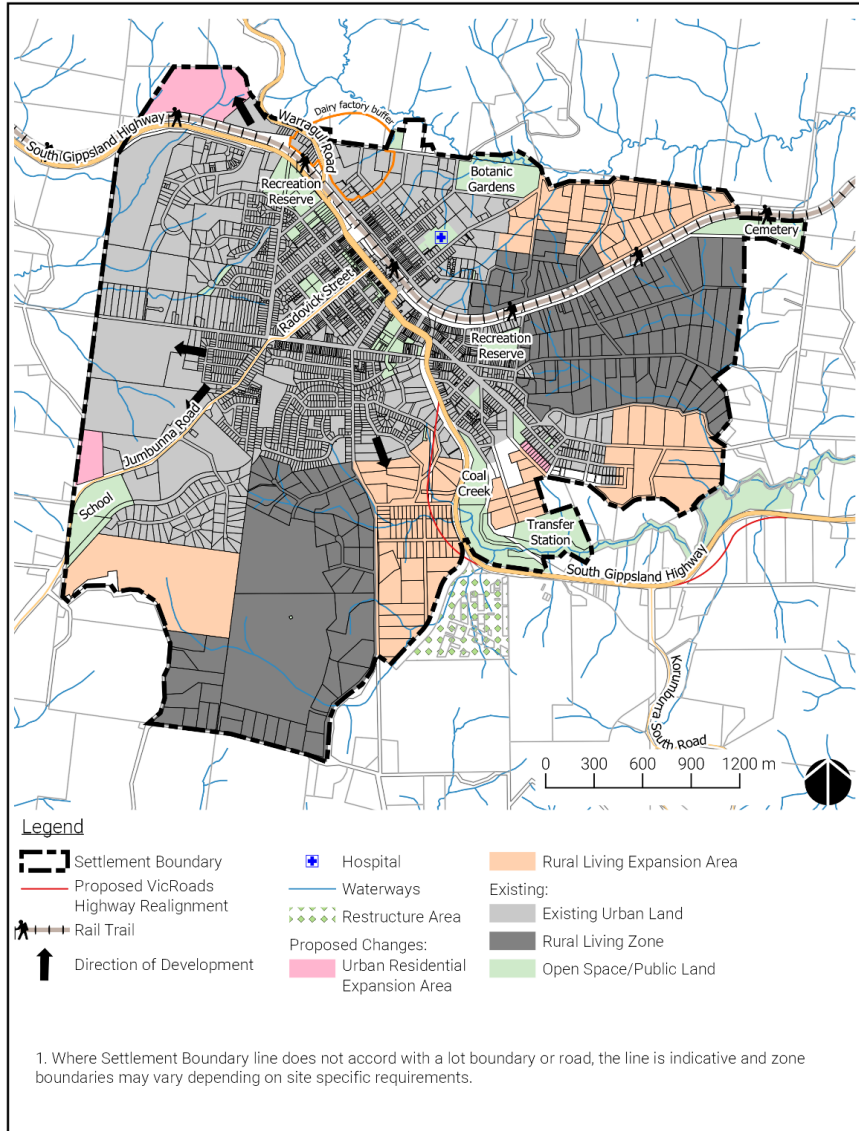 South Gippsland Highway
Warragul Road
Dairy factory buffer
Botanic
Gardens
Recreation
Reserve
Cemetery
Radovick Street
Recreation
Reserve
Jumbunna Road
School
Coal
Creek
Transfer
Station
South Gippsland Highway
Korumburra South Road
0 300 600 900 1200 m
Legend
Settlement Boundary
Proposed VicRoads
Highway Realignment
Rail Trail
Direction of Development
Hospital
Waterways
Restructure Area
Proposed Changes:
Urban Residential
Expansion Area
Rural Living Expansion Area
Existing:
Existing Urban Land
Rural Living Zone
Open Space/Public Land
1. Where Settlement Boundary line does not accord with a lot boundary or road, the line is indicative and zone
boundaries may vary depending on site specific requirements.